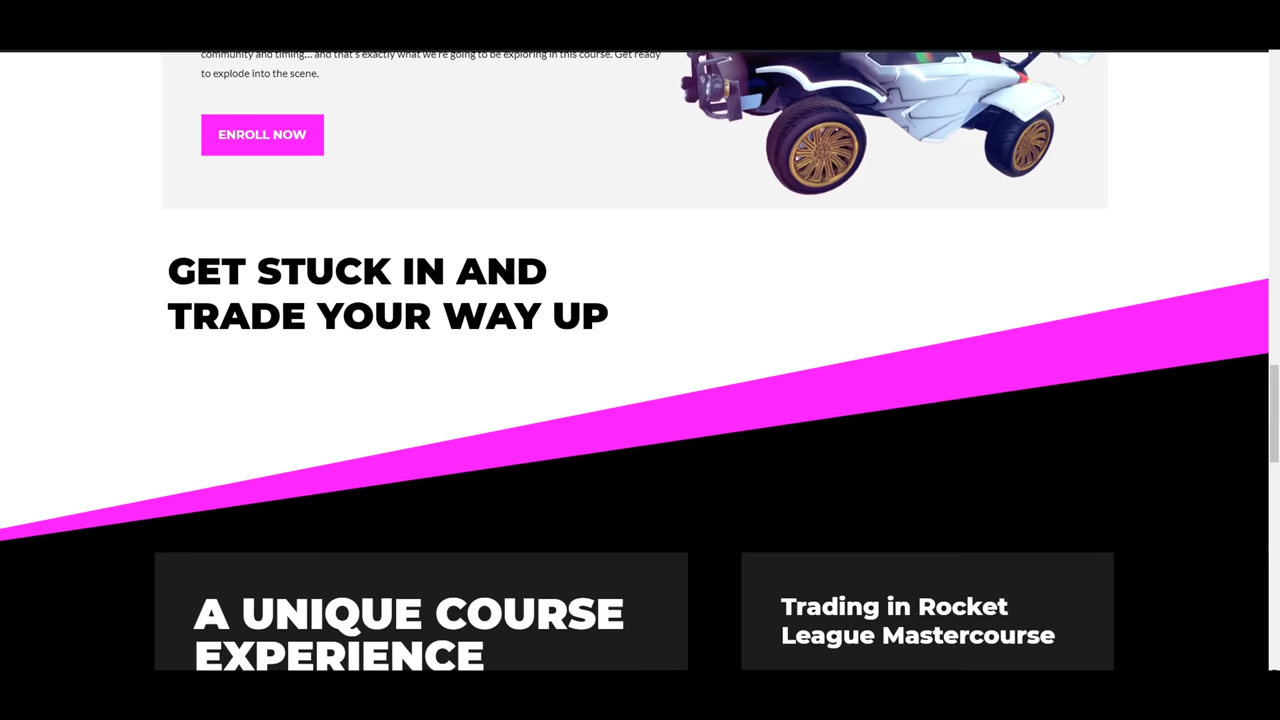 community and timing... and that's exactly what we're going to be exploring in this course. Get ready
to explode into the scene.
ENROLL NOW
GET STUCK IN AND
TRADE YOUR WAY UP
A UNIQUE COURSE
EXPERIENCE
Trading in Rocket
League Mastercourse